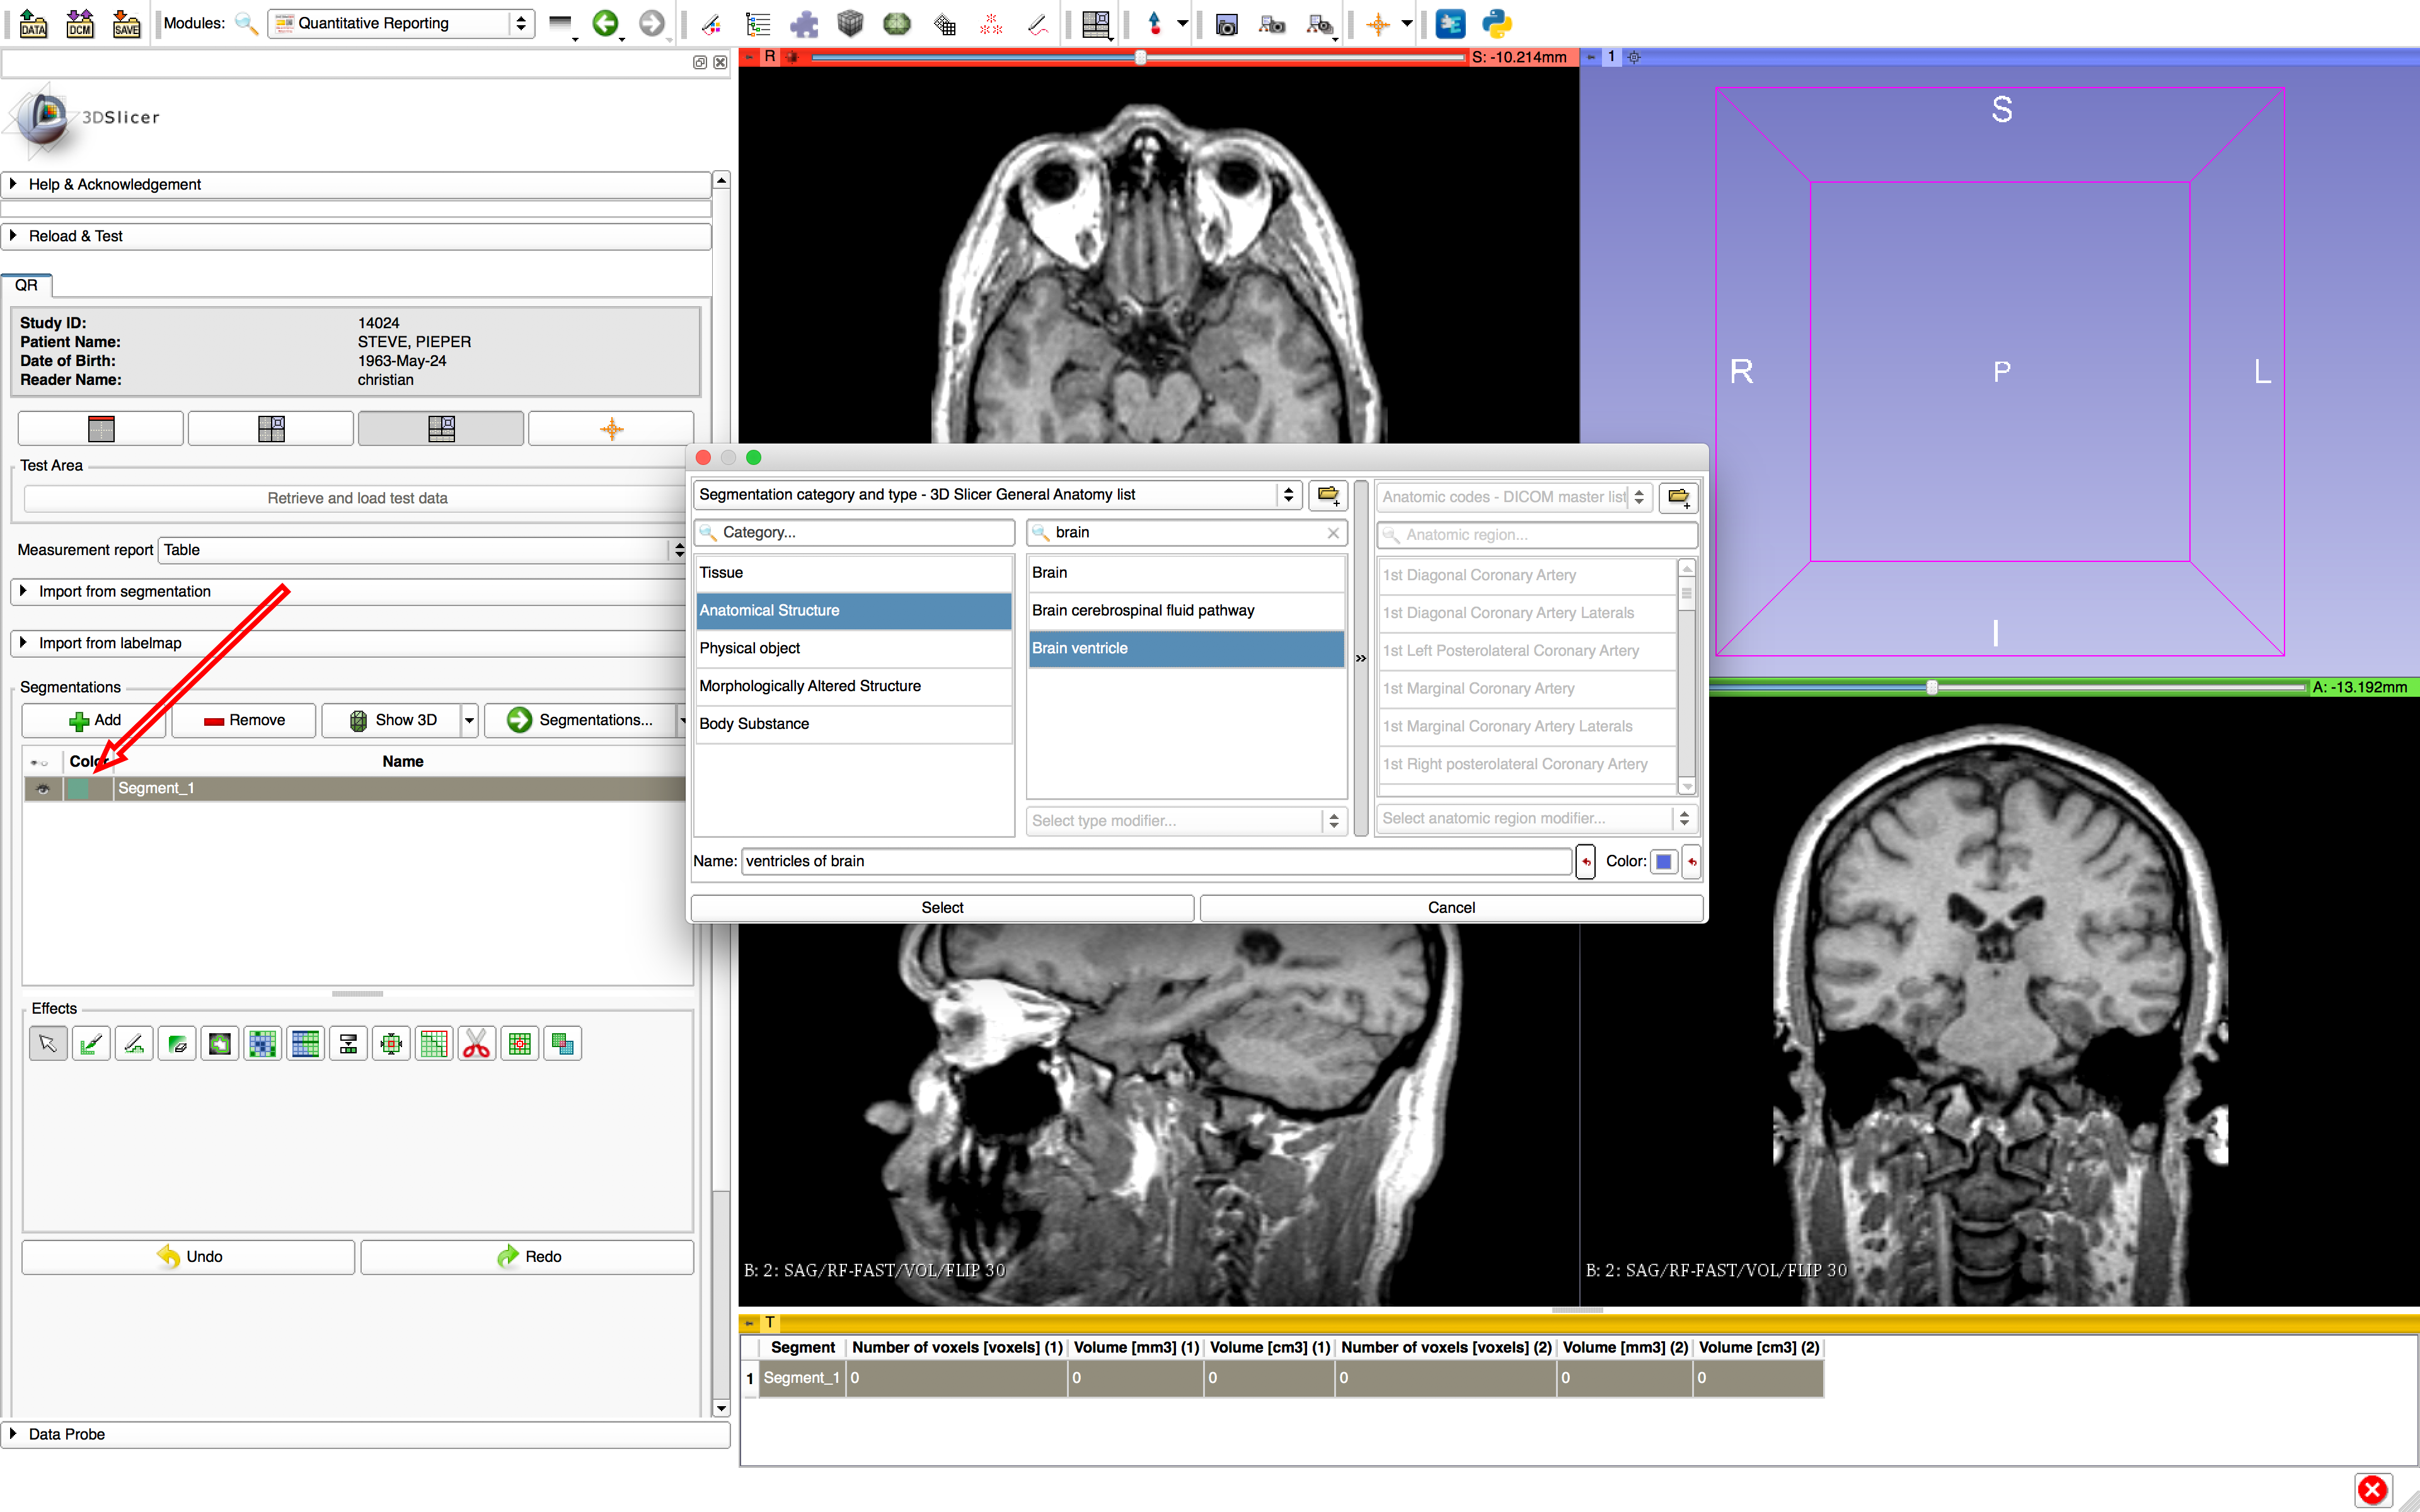 DATA DCM SAVE Modules: Quantitative Reporting
R S: -10.214mm 1
3DSlicer
Help & Acknowledgement
Reload & Test
QR
Study ID: 14024
Patient Name: STEVE, PIEPER
Date of Birth: 1963-May-24
Reader Name: christian
Test Area
Retrieve and load test data
Measurement report Table
Import from segmentation
Import from labelmap
Segmentations
Add Remove Show 3D Segmentations...
Color Name
Segment_1
Effects
Undo Redo
Data Probe
S
R P L
I
A: -13.192mm
Segmentation category and type - 3D Slicer General Anatomy list
Anatomic codes - DICOM master list
Category... brain Anatomic region...
Tissue
Anatomical Structure
Physical object
Morphologically Altered Structure
Body Substance
Brain
Brain cerebrospinal fluid pathway
Brain ventricle
Select type modifier...
»
1st Diagonal Coronary Artery
1st Diagonal Coronary Artery Laterals
1st Left Posterolateral Coronary Artery
1st Marginal Coronary Artery
1st Marginal Coronary Artery Laterals
1st Right posterolateral Coronary Artery
Select anatomic region modifier...
Name: ventricles of brain Color:
Select Cancel
B: 2: SAG/RF-FAST/VOL/FLIP 30
B: 2: SAG/RF-FAST/VOL/FLIP 30
T
Segment Number of voxels [voxels] (1) Volume [mm3] (1) Volume [cm3] (1) Number of voxels [voxels] (2) Volume [mm3] (2) Volume [cm3] (2)
1 Segment_1 0 0 0 0 0 0